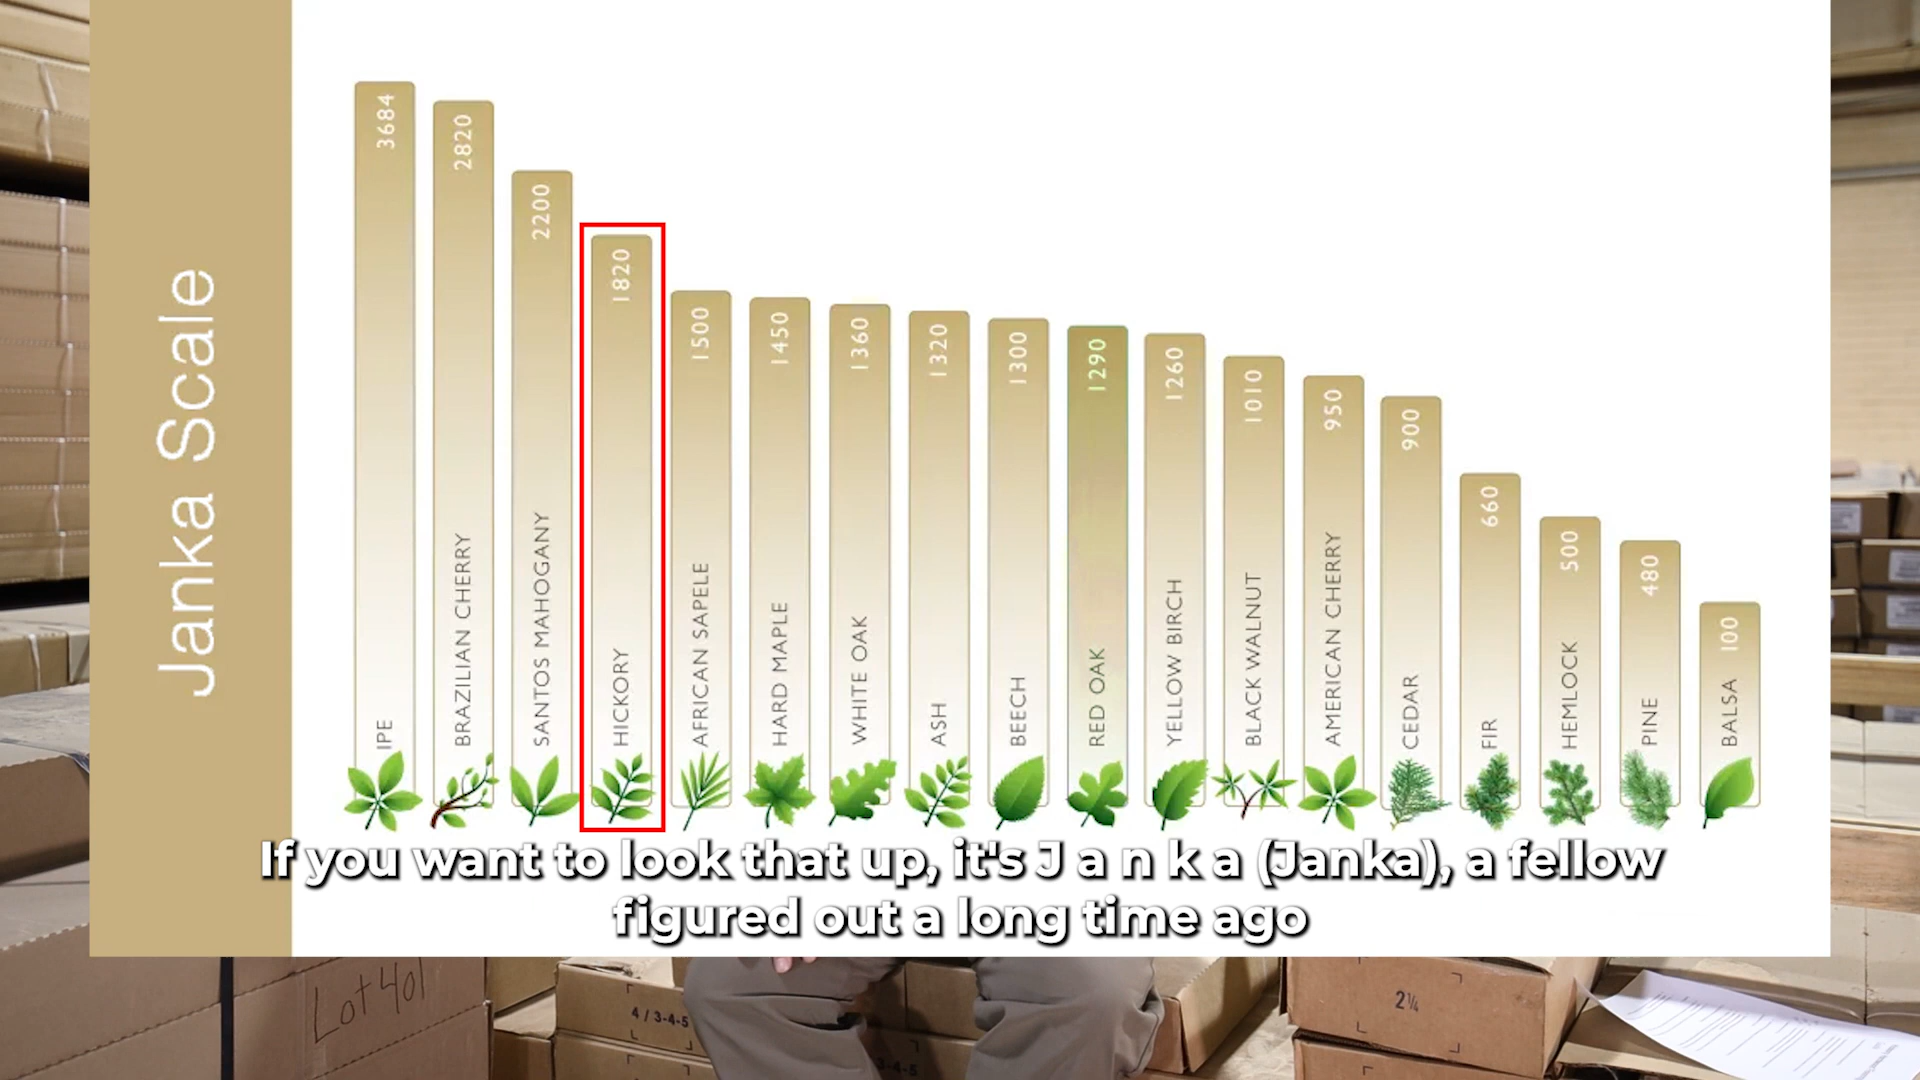 Janka Scale
3684
IPE
2820
BRAZILIAN CHERRY
2200
SANTOS MAHOGANY
1820
HICKORY
1500
AFRICAN SAPELE
1450
HARD MAPLE
1360
WHITE OAK
1320
ASH
1300
BEECH
1290
RED OAK
1260
YELLOW BIRCH
1010
BLACK WALNUT
950
AMERICAN CHERRY
900
CEDAR
660
FIR
500
HEMLOCK
480
PINE
100
BALSA
If you want to look that up, it's J a n k a (Janka), a fellow
figured out a long time ago
Lot 401
4 / 3-4-5
2¼